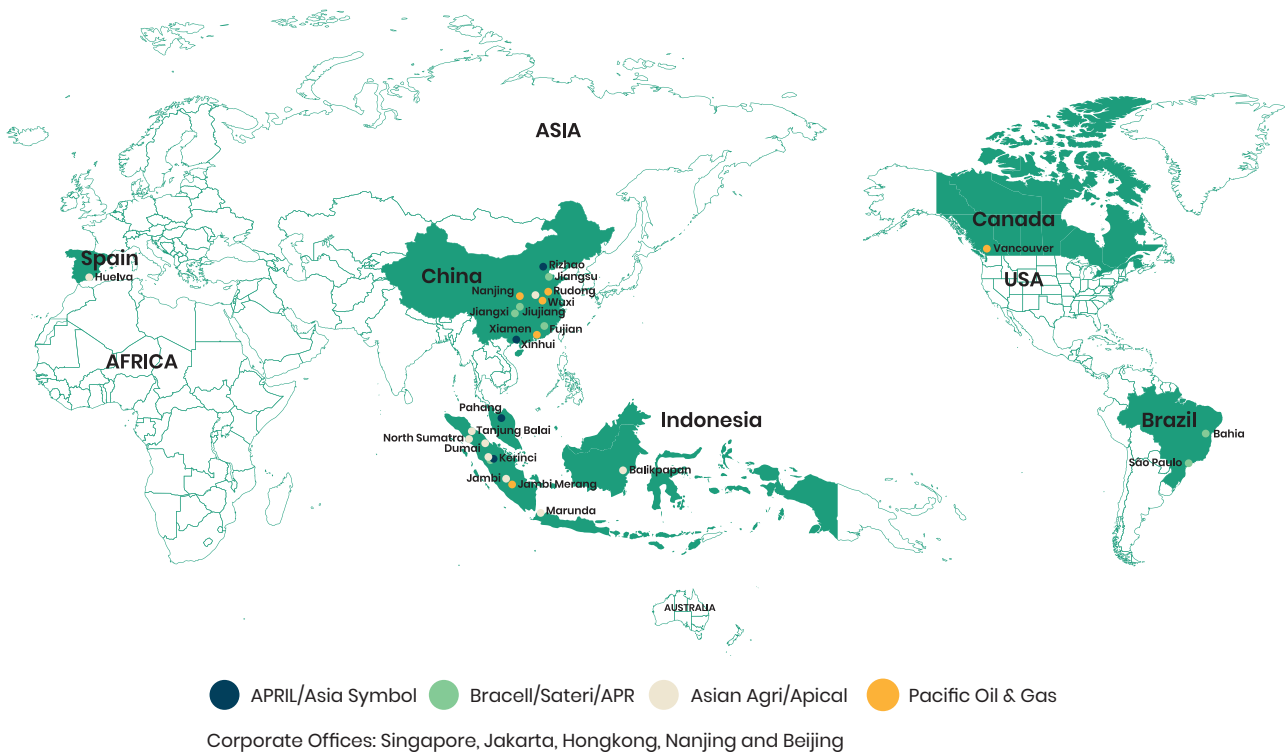 ASIA
Canada
Vancouver
USA
Spain
Huelva
China
Rizhao
Jiangsu
Nanjing
Rudong
Wuxi
Jiangxi
Jiujiang
Xiamen
Fujian
Xinhui
AFRICA
Pahang
Indonesia
Brazil
Tanjung Balai
North Sumatra
Bahia
Dumai
Kerinci
São Paulo
Balikpapan
Jambi
Jambi Merang
Marunda
AUSTRALIA
APRIL/Asia Symbol
Bracell/Sateri/APR
Asian Agri/Apical
Pacific Oil & Gas
Corporate Offices: Singapore, Jakarta, Hongkong, Nanjing and Beijing